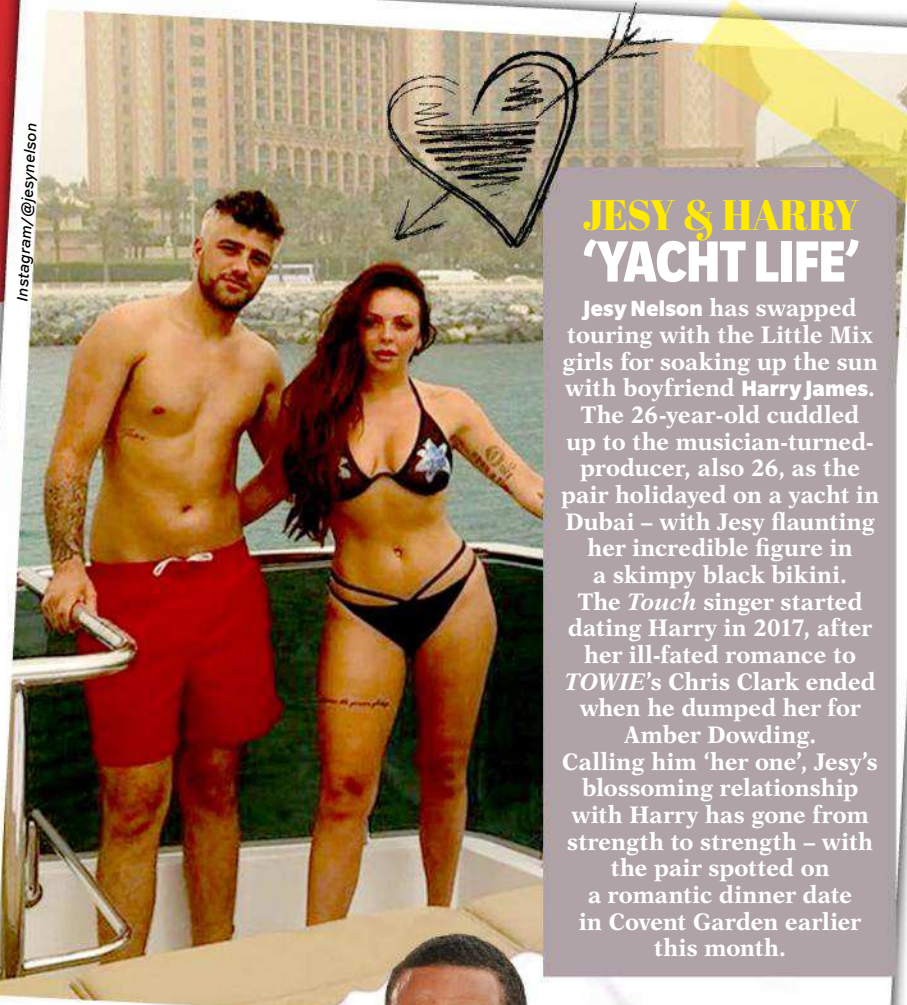 Instagram/@jesynelson
JESY & HARRY
‘YACHT LIFE’
Jesy Nelson has swapped
touring with the Little Mix
girls for soaking up the sun
with boyfriend Harry James.
The 26-year-old cuddled
up to the musician-turned-
producer, also 26, as the
pair holidayed on a yacht in
Dubai – with Jesy flaunting
her incredible figure in
a skimpy black bikini.
The Touch singer started
dating Harry in 2017, after
her ill-fated romance to
TOWIE’s Chris Clark ended
when he dumped her for
Amber Dowding.
Calling him ‘her one’, Jesy’s
blossoming relationship
with Harry has gone from
strength to strength – with
the pair spotted on
a romantic dinner date
in Covent Garden earlier
this month.